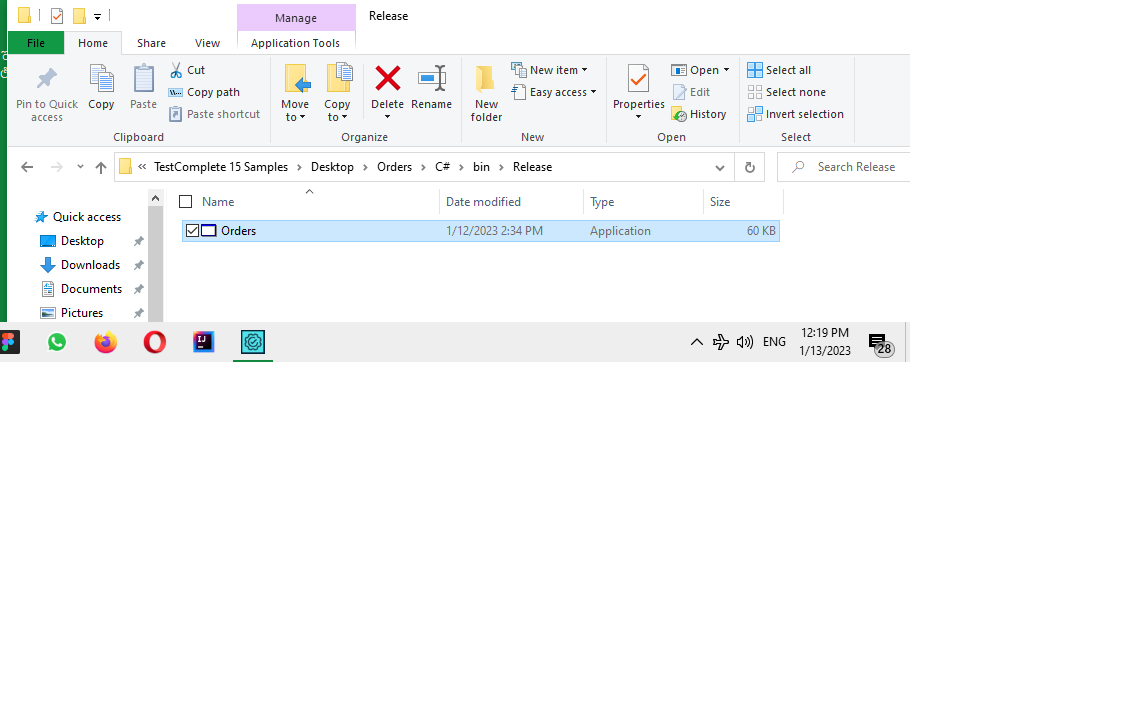 Manage
Release
File
Home
Share
View
Application Tools
Pin to Quick access
Copy
Paste
Cut
Copy path
Paste shortcut
Clipboard
Move to
Copy to
Delete
Rename
Organize
New folder
New item
Easy access
New
Properties
Open
Edit
History
Open
Select all
Select none
Invert selection
Select
« TestComplete 15 Samples > Desktop > Orders > C# > bin > Release
Search Release
Name
Date modified
Type
Size
Quick access
Desktop
Downloads
Documents
Pictures
Orders
1/12/2023 2:34 PM
Application
60 KB
IJ
ENG
12:19 PM
1/13/2023
28